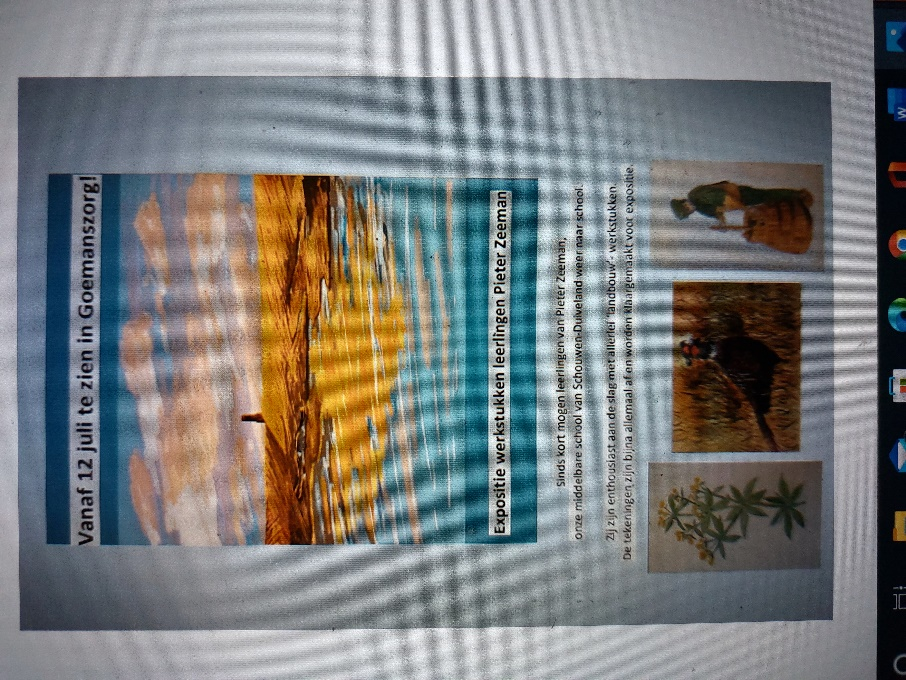 Vanaf 12 juli te zien in Goemanszorg!
Expositie werkstukken leerlingen Pieter Zeeman
Sinds kort mogen leerlingen van Pieter Zeeman,
onze middelbare school van Schouwen-Duiveland weer naar school.
Zij zijn enthousiast aan de slag met allerlei 'landbouw'- werkstukken.
De tekeningen zijn bijna allemaal af en worden klaargemaakt voor expositie.